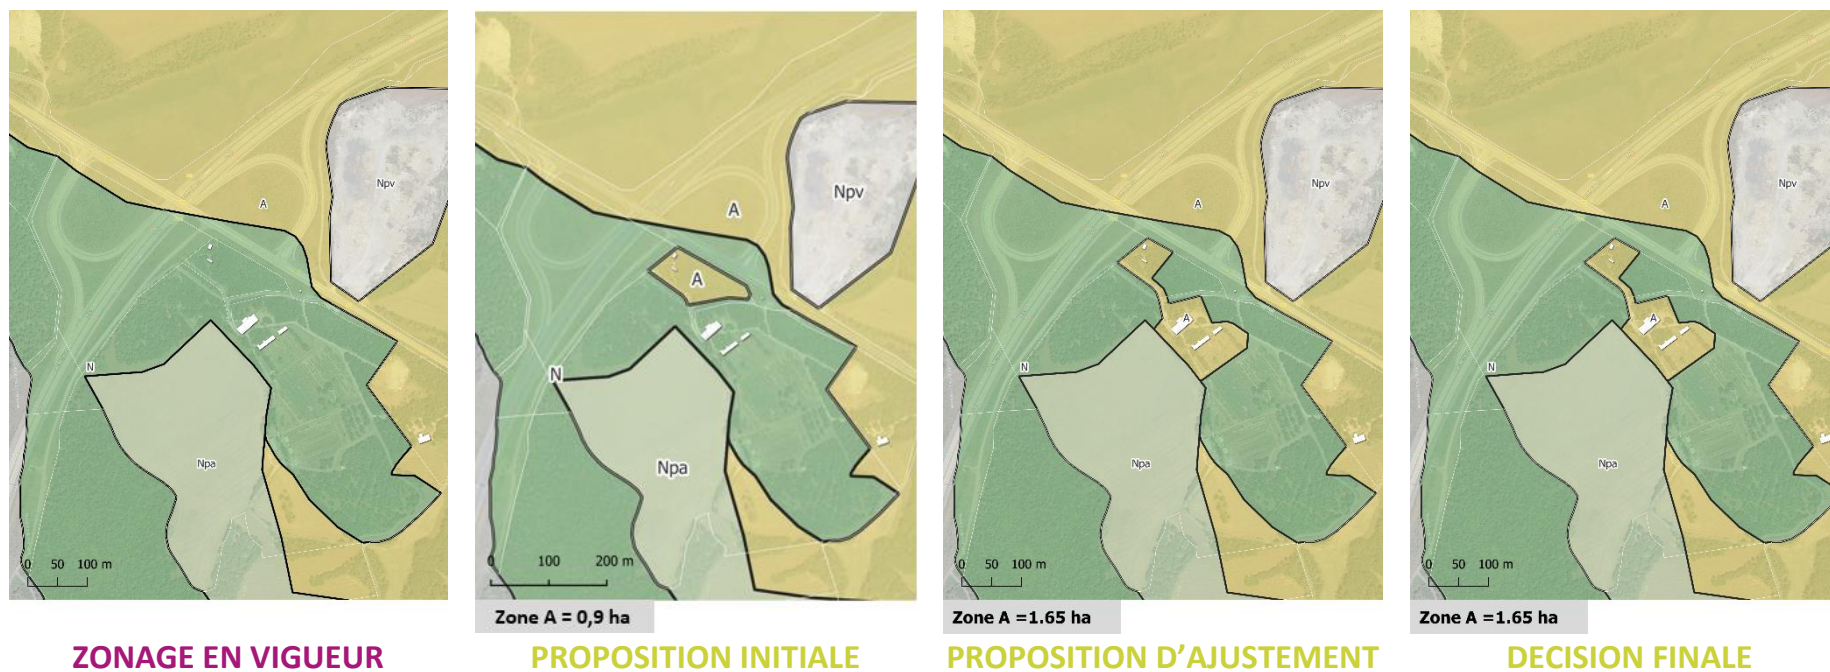 A
Npv
N
Npa
0 50 100 m
ZONAGE EN VIGUEUR
A
Npv
A
N
Npa
0 100 200 m
Zone A = 0,9 ha
PROPOSITION INITIALE
A
Npv
A
N
Npa
0 50 100 m
Zone A =1.65 ha
PROPOSITION D'AJUSTEMENT
A
Npv
A
N
Npa
0 50 100 m
Zone A =1.65 ha
DECISION FINALE